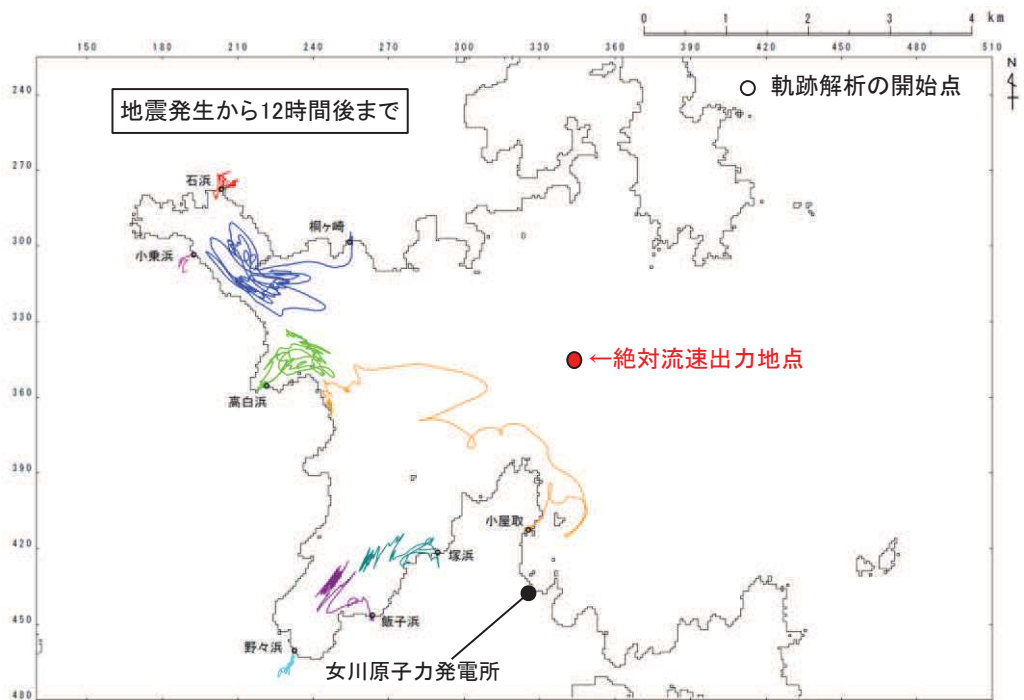 0 1 2 3 4 km
150 180 210 240 270 300 330 360 390 420 450 480 510
N
240
○ 軌跡解析の開始点
地震発生から12時間後まで
270
石浜
桐ケ崎
300
小乗浜
330
←絶対流速出力地点
360
高白浜
390
小屋取
420
塚浜
450
飯子浜
野々浜
女川原子力発電所
480